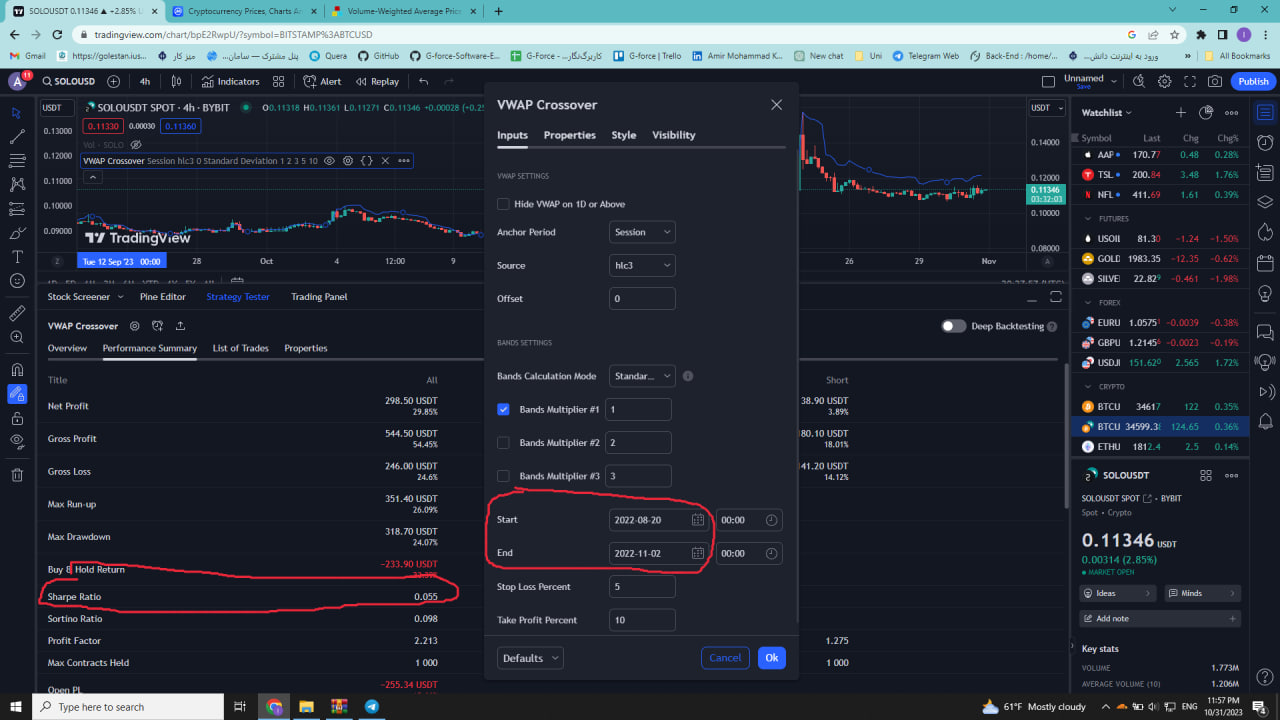 SOLOUSDT 0.11346 ▲ +2.85% U
Cryptocurrency Prices, Charts An
Volume-Weighted Average Price
tradingview.com/chart/bpE2RwpU/?symbol=BITSTAMP%3ABTCUSD
Gmail
https://golestan.ius...
میز کار
پنل مشترک — سامان...
Quera
GitHub
G-force-Software-E...
کاربرگ‌نگار... - G-Force
G-force | Trello
Amir Mohammad K...
New chat
Uni
Telegram Web
Back-End : /home/...
ورود به اینترنت دانش...
»
All Bookmarks
A
11
SOLOUSD
4h
Indicators
Alert
Replay
Unnamed
Save
Publish
USDT
SOLOUSDT SPOT · 4h · BYBIT
O0.11318 H0.11361 L0.11271 C0.11346 +0.00028 (+0.25
0.11330
0.00030
0.11360
Vol · SOLO
VWAP Crossover Session hlc3 0 Standard Deviation 1 2 3 5 10
0.13000
0.12000
0.11000
0.10000
0.09000
TradingView
Z
Tue 12 Sep '23 00:00
28
Oct
4
12:00
9
USDT
0.14000
0.12000
0.11346
03:32:03
0.10000
0.08000
26
29
Nov
A
Stock Screener
Pine Editor
Strategy Tester
Trading Panel
VWAP Crossover
Deep Backtesting
Overview
Performance Summary
List of Trades
Properties
Title
All
Short
Net Profit
298.50 USDT
29.85%
38.90 USDT
3.89%
Gross Profit
544.50 USDT
54.45%
80.10 USDT
18.01%
Gross Loss
246.00 USDT
24.6%
41.20 USDT
14.12%
Max Run-up
351.40 USDT
26.09%
Max Drawdown
318.70 USDT
24.07%
Buy & Hold Return
−233.90 USDT
Sharpe Ratio
0.055
Sortino Ratio
0.098
Profit Factor
2.213
1.275
Max Contracts Held
1 000
1 000
Open PL
−255.34 USDT
VWAP Crossover
Inputs
Properties
Style
Visibility
VWAP SETTINGS
Hide VWAP on 1D or Above
Anchor Period
Session
Source
hlc3
Offset
0
BANDS SETTINGS
Bands Calculation Mode
Standar...
Bands Multiplier #1
1
Bands Multiplier #2
2
Bands Multiplier #3
3
Start
2022-08-20
00:00
End
2022-11-02
00:00
Stop Loss Percent
5
Take Profit Percent
10
Defaults
Cancel
Ok
Watchlist
Symbol
Last
Chg
Chg%
AAP
170.77
0.48
0.28%
TSL
200.84
3.48
1.76%
NFL
411.69
1.61
0.39%
FUTURES
USOIL
81.30
−1.24
−1.50%
GOLD
1983.35
−12.35
−0.62%
SILVE
22.829
−0.461
−1.98%
FOREX
EURU
1.0575
−0.0039
−0.38%
GBPU
1.21456
−0.0023
−0.19%
USDJ
151.620
2.565
1.72%
CRYPTO
BTCU
34617
122
0.35%
BTCU
34599.3
124.65
0.36%
ETHU
1812.4
2.5
0.14%
SOLOUSDT
SOLOUSDT SPOT · BYBIT
Spot · Crypto
0.11346 USDT
0.00314 (2.85%)
MARKET OPEN
Ideas
Minds
Add note
Key stats
VOLUME
1.773M
AVERAGE VOLUME (10)
1.206M
Type here to search
61°F Mostly cloudy
ENG
11:57 PM
10/31/2023
4